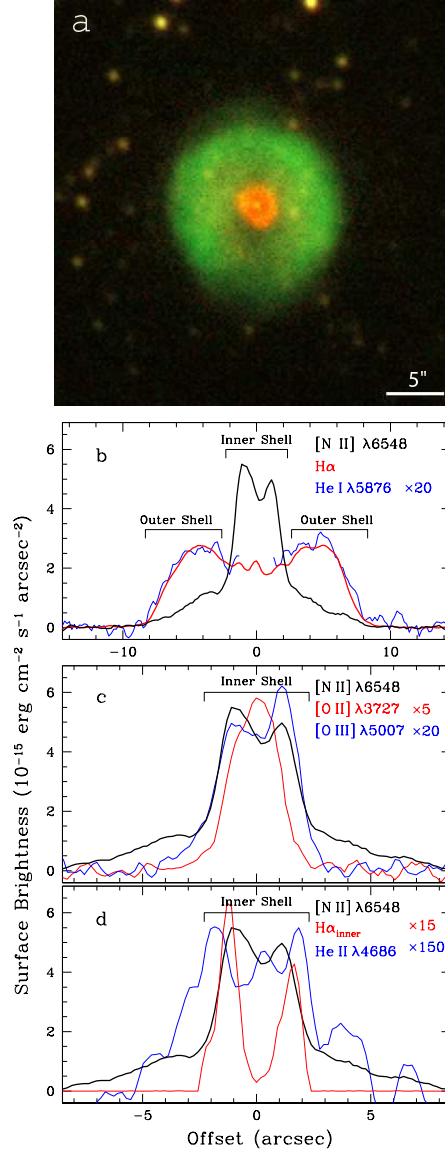 a
5"
Surface Brightness (10⁻¹⁵ erg cm⁻² s⁻¹ arcsec⁻²)
b
Inner Shell
[N II] λ6548
Hα
He I λ5876 ×20
Outer Shell
Outer Shell
6
4
2
0
−10
0
10
c
Inner Shell
[N II] λ6548
[O II] λ3727 ×5
[O III] λ5007 ×20
6
4
2
0
d
Inner Shell
[N II] λ6548
Hαinner ×15
He II λ4686 ×150
6
4
2
0
−5
0
5
Offset (arcsec)